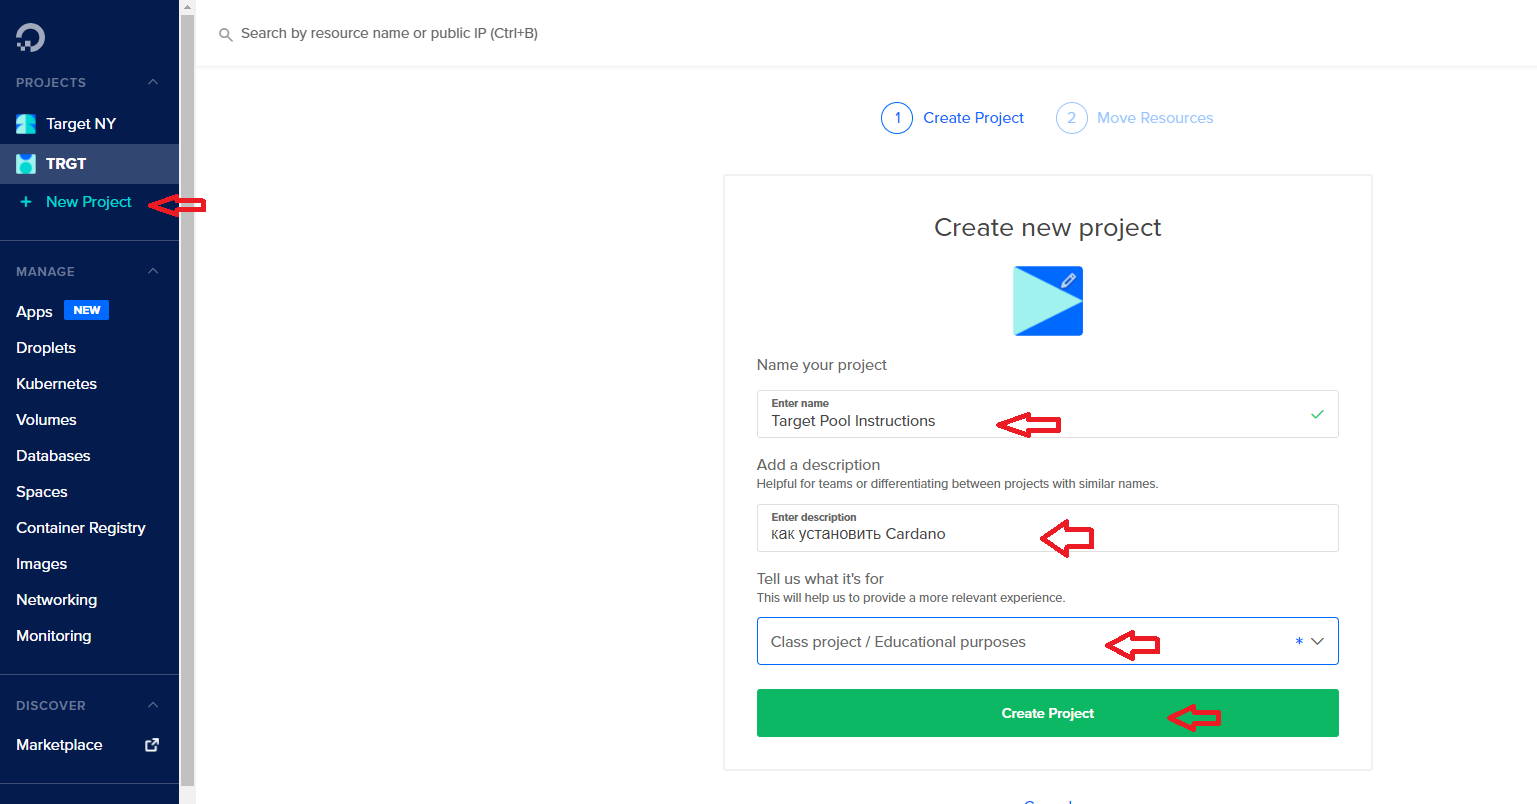 Search by resource name or public IP (Ctrl+B)
PROJECTS
Target NY
TRGT
+ New Project
MANAGE
Apps NEW
Droplets
Kubernetes
Volumes
Databases
Spaces
Container Registry
Images
Networking
Monitoring
DISCOVER
Marketplace
1 Create Project
2 Move Resources
Create new project
Name your project
Enter name
Target Pool Instructions
Add a description
Helpful for teams or differentiating between projects with similar names.
Enter description
как установить Cardano
Tell us what it's for
This will help us to provide a more relevant experience.
Class project / Educational purposes *
Create Project